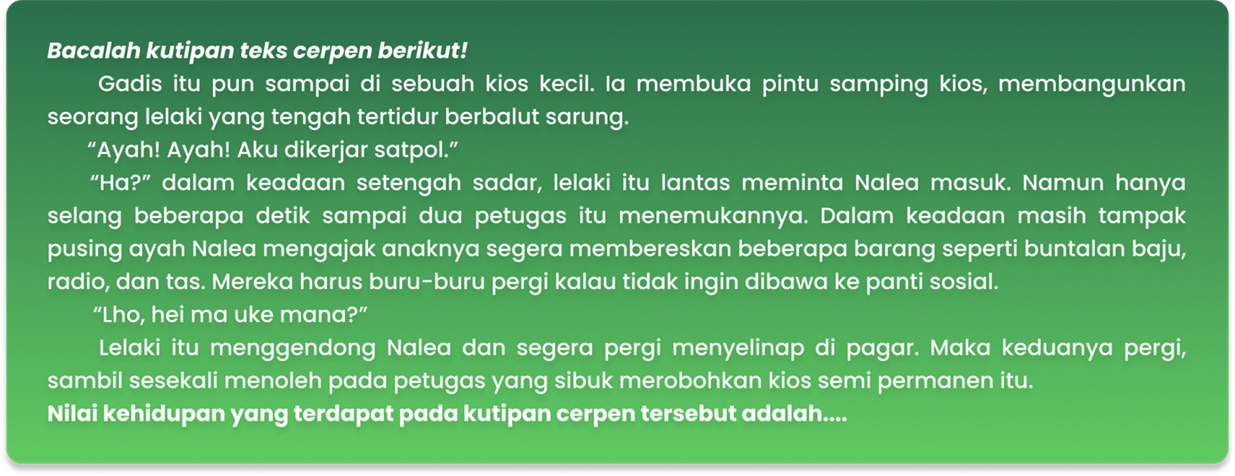 Bacalah kutipan teks cerpen berikut!
Gadis itu pun sampai di sebuah kios kecil. Ia membuka pintu samping kios, membangunkan
seorang lelaki yang tengah tertidur berbalut sarung.
“Ayah! Ayah! Aku dikerjar satpol.”
“Ha?” dalam keadaan setengah sadar, lelaki itu lantas meminta Nalea masuk. Namun hanya
selang beberapa detik sampai dua petugas itu menemukannya. Dalam keadaan masih tampak
pusing ayah Nalea mengajak anaknya segera membereskan beberapa barang seperti buntalan baju,
radio, dan tas. Mereka harus buru-buru pergi kalau tidak ingin dibawa ke panti sosial.
“Lho, hei ma uke mana?”
Lelaki itu menggendong Nalea dan segera pergi menyelinap di pagar. Maka keduanya pergi,
sambil sesekali menoleh pada petugas yang sibuk merobohkan kios semi permanen itu.
Nilai kehidupan yang terdapat pada kutipan cerpen tersebut adalah....